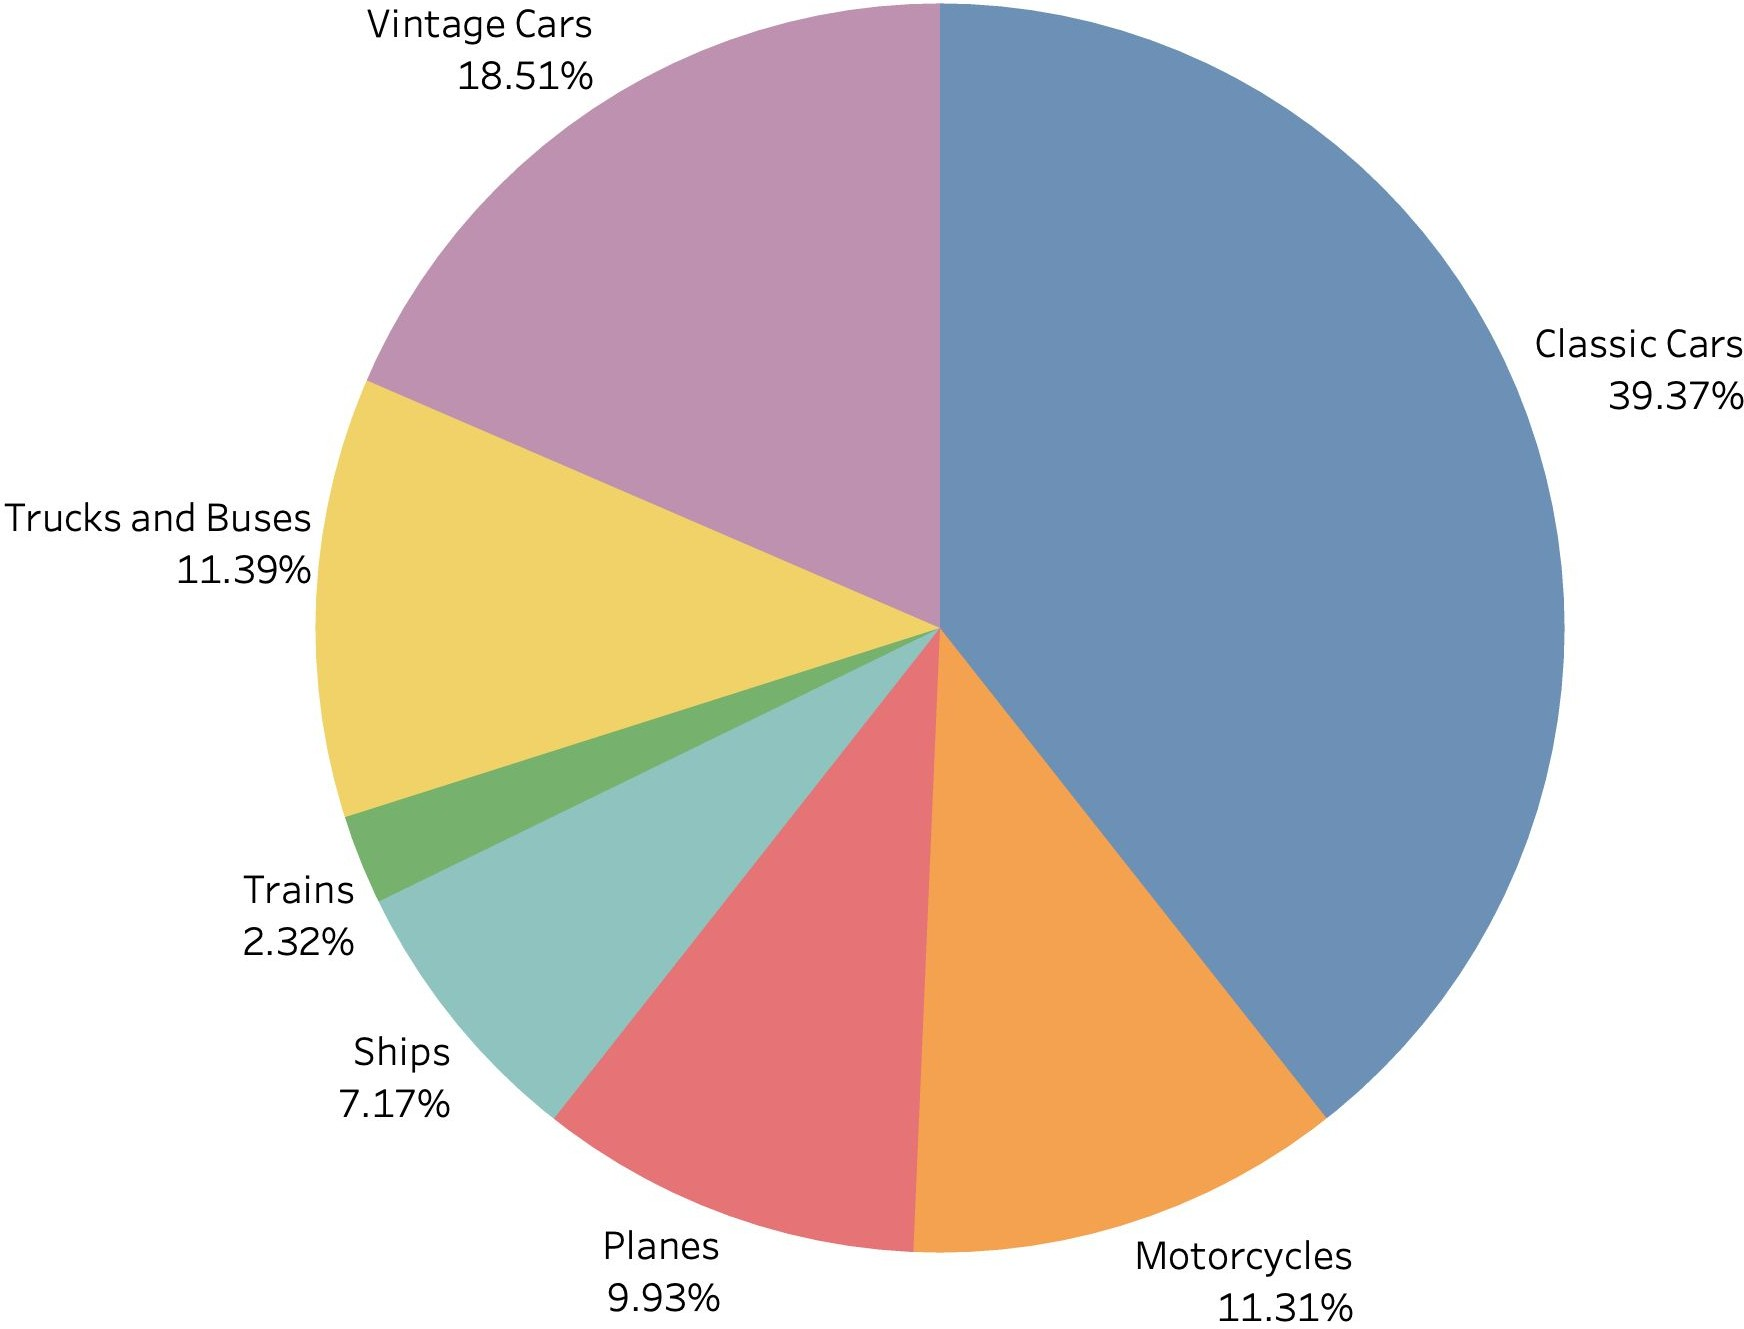 Vintage Cars
18.51%
Classic Cars
39.37%
Trucks and Buses
11.39%
Trains
2.32%
Ships
7.17%
Planes
9.93%
Motorcycles
11.31%